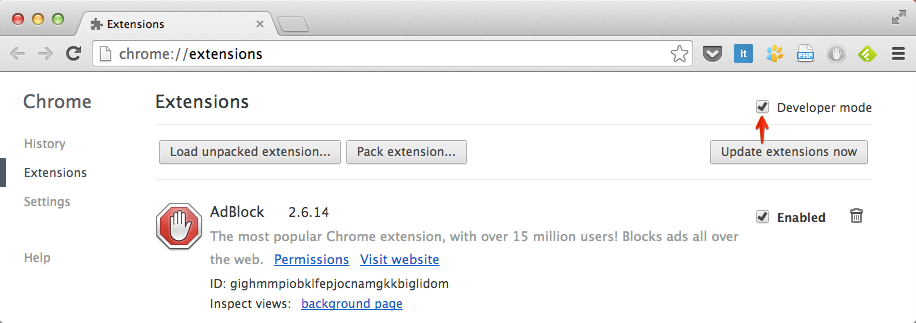 Extensions
chrome://extensions
lt
PHP
Chrome
Extensions
Developer mode
History
Extensions
Settings
Help
Load unpacked extension...
Pack extension...
Update extensions now
AdBlock 2.6.14
Enabled
The most popular Chrome extension, with over 15 million users! Blocks ads all over
the web. Permissions Visit website
ID: gighmmpiobklfepjocnamgkkbiglidom
Inspect views: background page